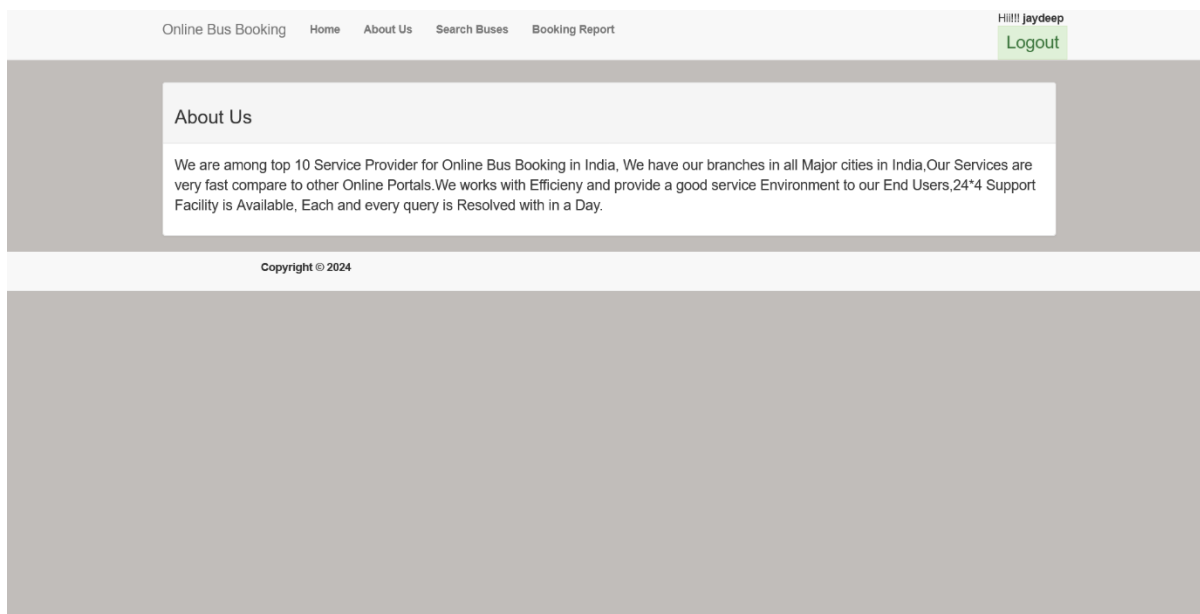 Online Bus Booking Home About Us Search Buses Booking Report
Hi!!! jaydeep
Logout
About Us
We are among top 10 Service Provider for Online Bus Booking in India, We have our branches in all Major cities in India,Our Services are
very fast compare to other Online Portals.We works with Efficieny and provide a good service Environment to our End Users,24*4 Support
Facility is Available, Each and every query is Resolved with in a Day.
Copyright © 2024